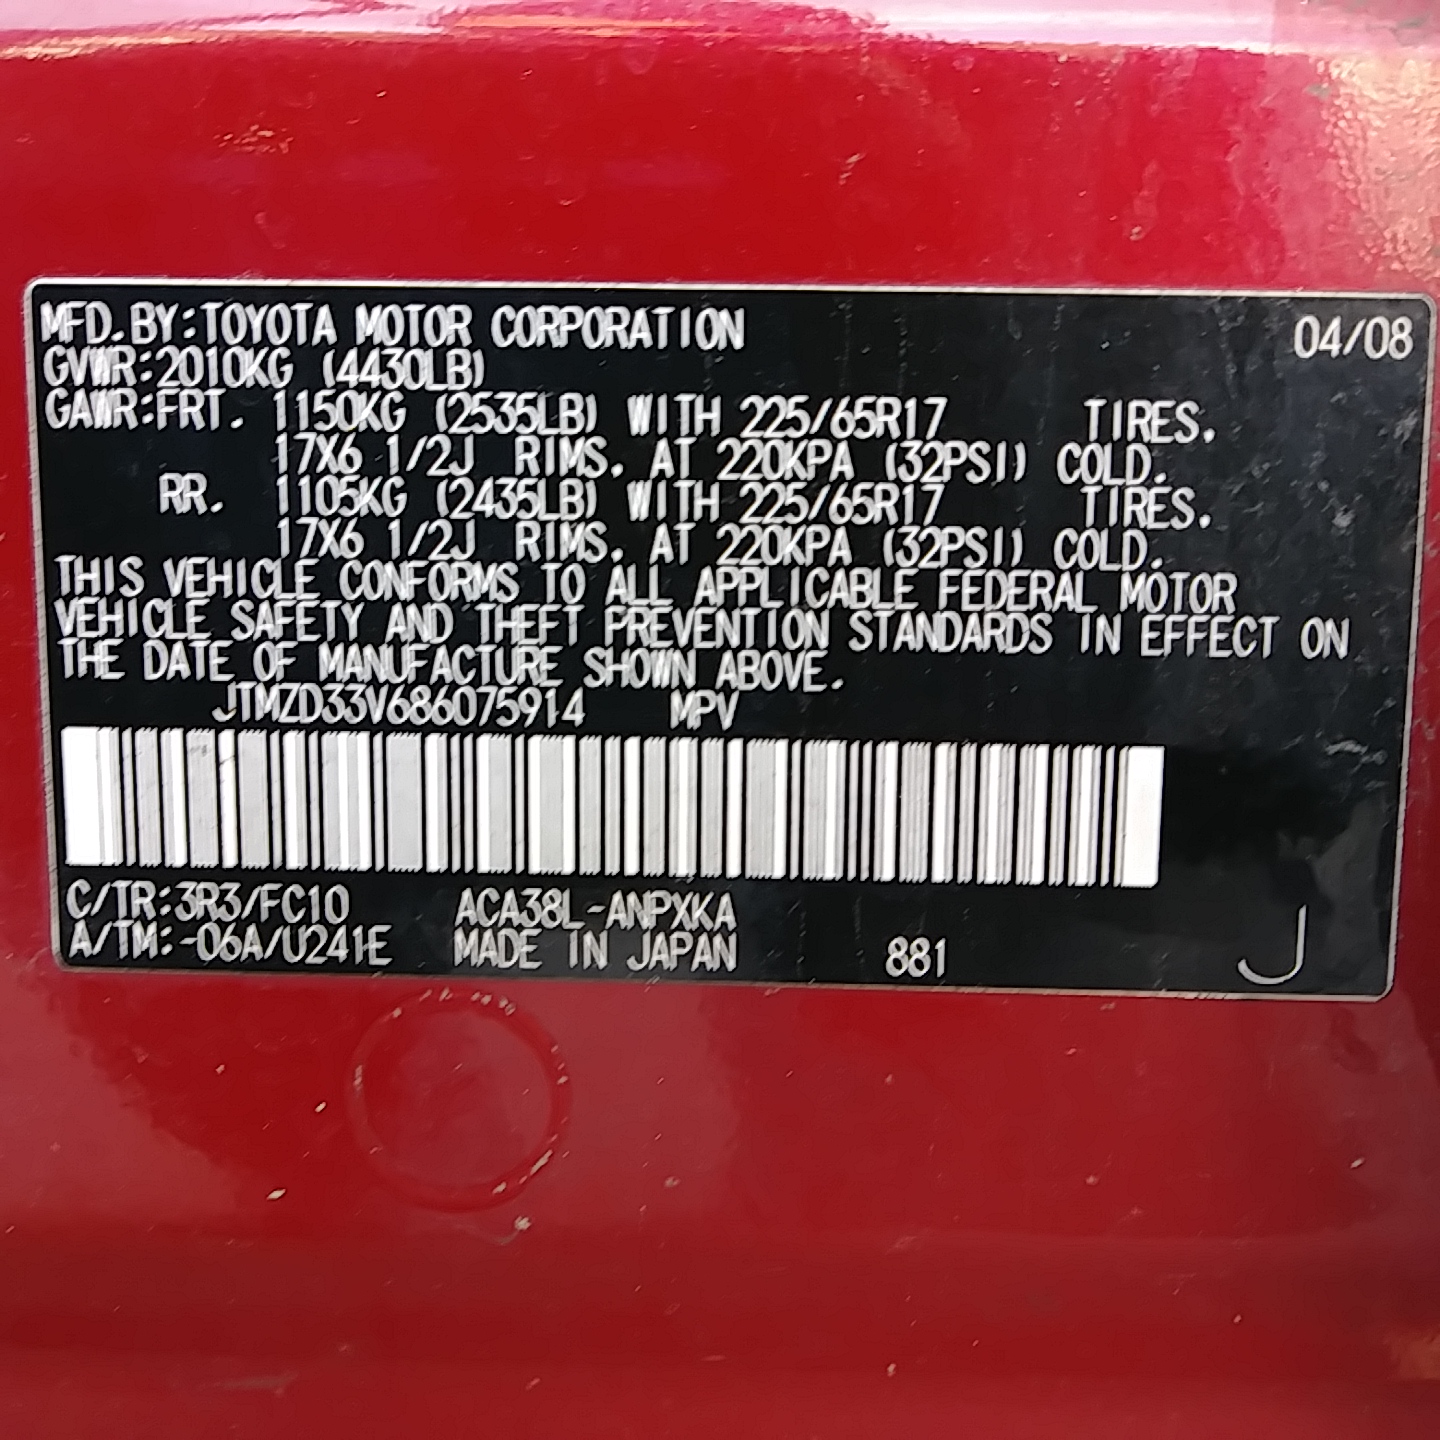 MFD.BY:TOYOTA MOTOR CORPORATION 04/08
GVWR:2010KG (4430LB)
GAWR:FRT. 1150KG (2535LB) WITH 225/65R17 TIRES.
17X6 1/2J RIMS. AT 220KPA (32PSI) COLD.
RR. 1105KG (2435LB) WITH 225/65R17 TIRES.
17X6 1/2J RIMS. AT 220KPA (32PSI) COLD.
THIS VEHICLE CONFORMS TO ALL APPLICABLE FEDERAL MOTOR
VEHICLE SAFETY AND THEFT PREVENTION STANDARDS IN EFFECT ON
THE DATE OF MANUFACTURE SHOWN ABOVE.
JTMZD33V686075914 MPV
C/TR:3R3/FC10 ACA38L-ANPXKA
A/TM:-06A/U241E MADE IN JAPAN 881 J